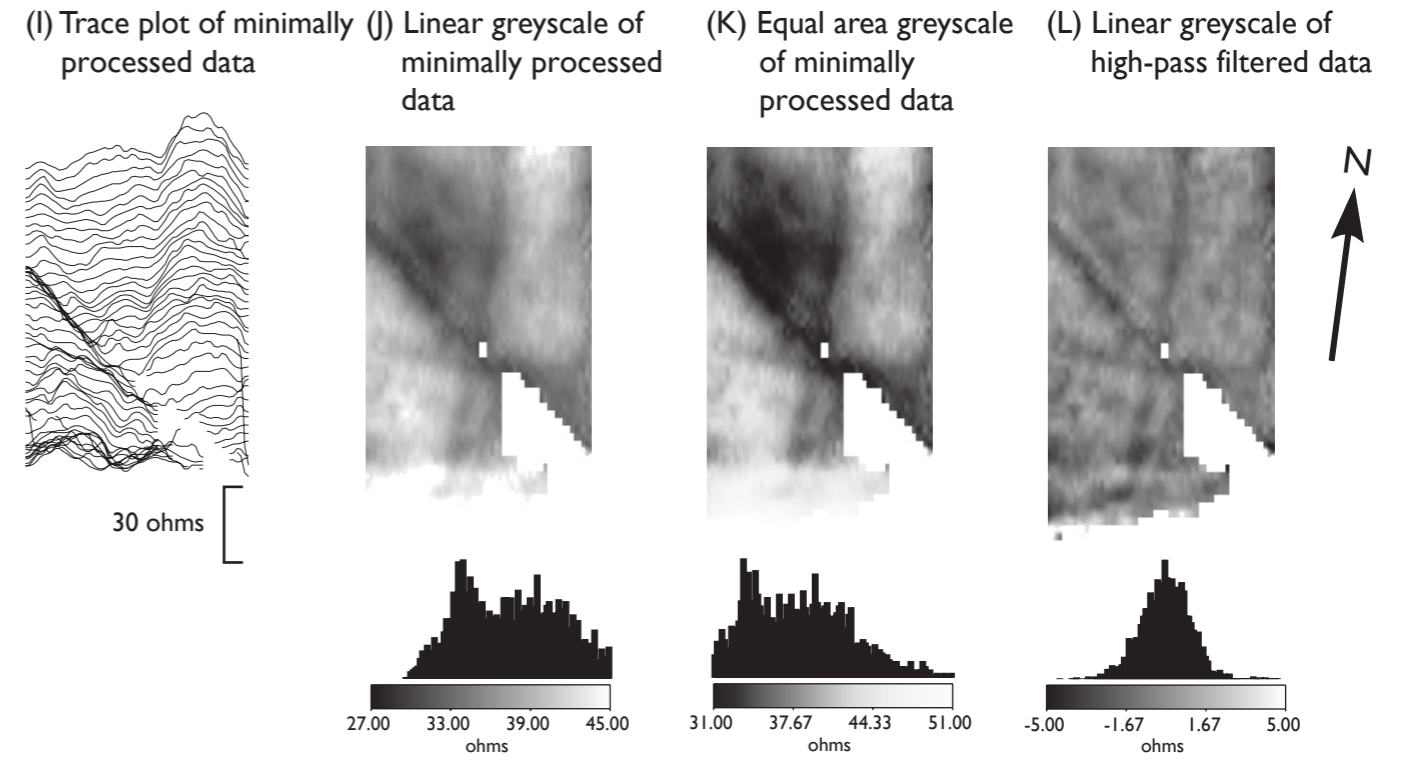 (I) Trace plot of minimally
processed data
(J) Linear greyscale of
minimally processed
data
(K) Equal area greyscale
of minimally
processed data
(L) Linear greyscale of
high-pass filtered data
N
30 ohms
27.00 33.00 39.00 45.00
ohms
31.00 37.67 44.33 51.00
ohms
-5.00 -1.67 1.67 5.00
ohms